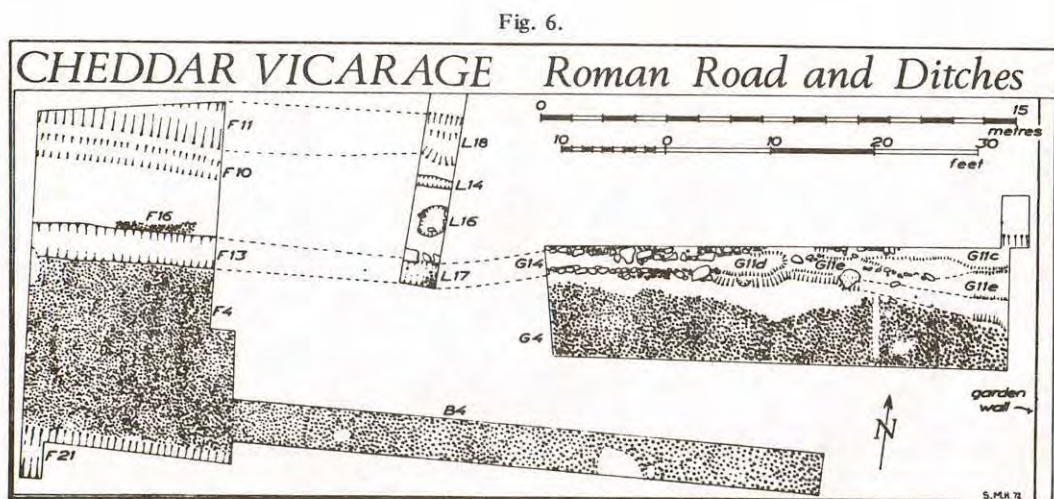 Fig. 6.
CHEDDAR VICARAGE Roman Road and Ditches
0 15
metres
10 0 10 20 30
feet
F11
F10
F16
F13
F4
F21
L18
L14
L16
L17
B4
G14
G4
G11d
G11e
G11c
G11e
N
garden
wall
S.M.H 72